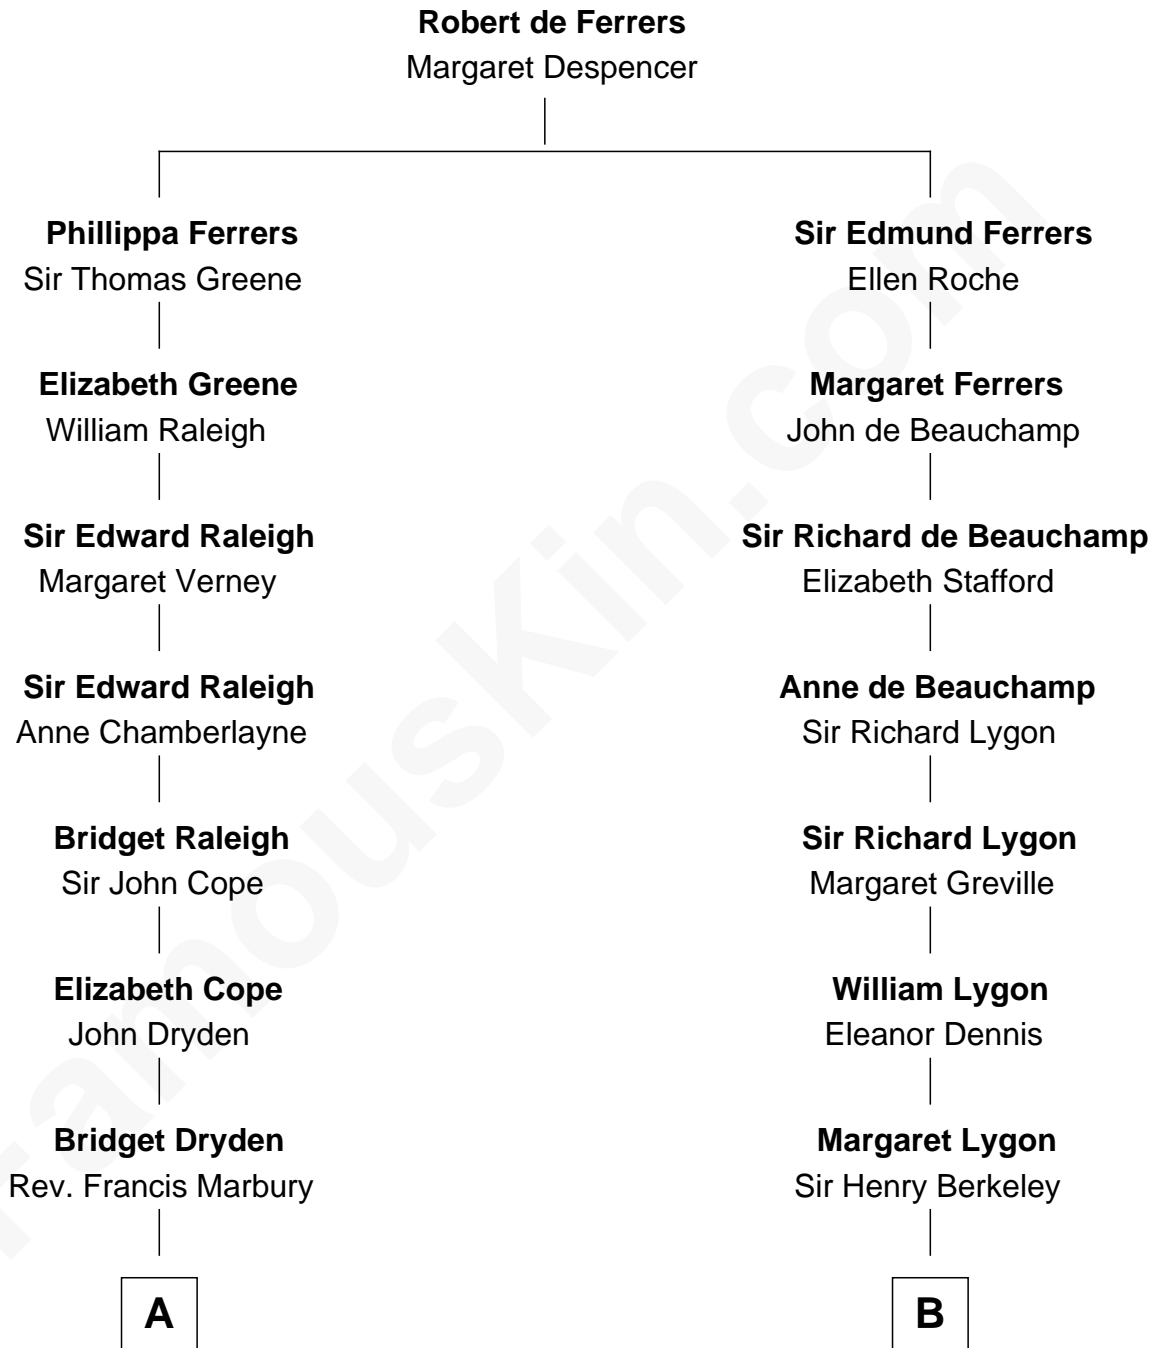 Robert de Ferrers
Margaret Despencer
Phillippa Ferrers
Sir Thomas Greene
Sir Edmund Ferrers
Ellen Roche
Elizabeth Greene
William Raleigh
Margaret Ferrers
John de Beauchamp
Sir Edward Raleigh
Margaret Verney
Sir Richard de Beauchamp
Elizabeth Stafford
Sir Edward Raleigh
Anne Chamberlayne
Anne de Beauchamp
Sir Richard Lygon
Bridget Raleigh
Sir John Cope
Sir Richard Lygon
Margaret Greville
Elizabeth Cope
John Dryden
William Lygon
Eleanor Dennis
Bridget Dryden
Rev. Francis Marbury
Margaret Lygon
Sir Henry Berkeley
A
B
famouskin.com